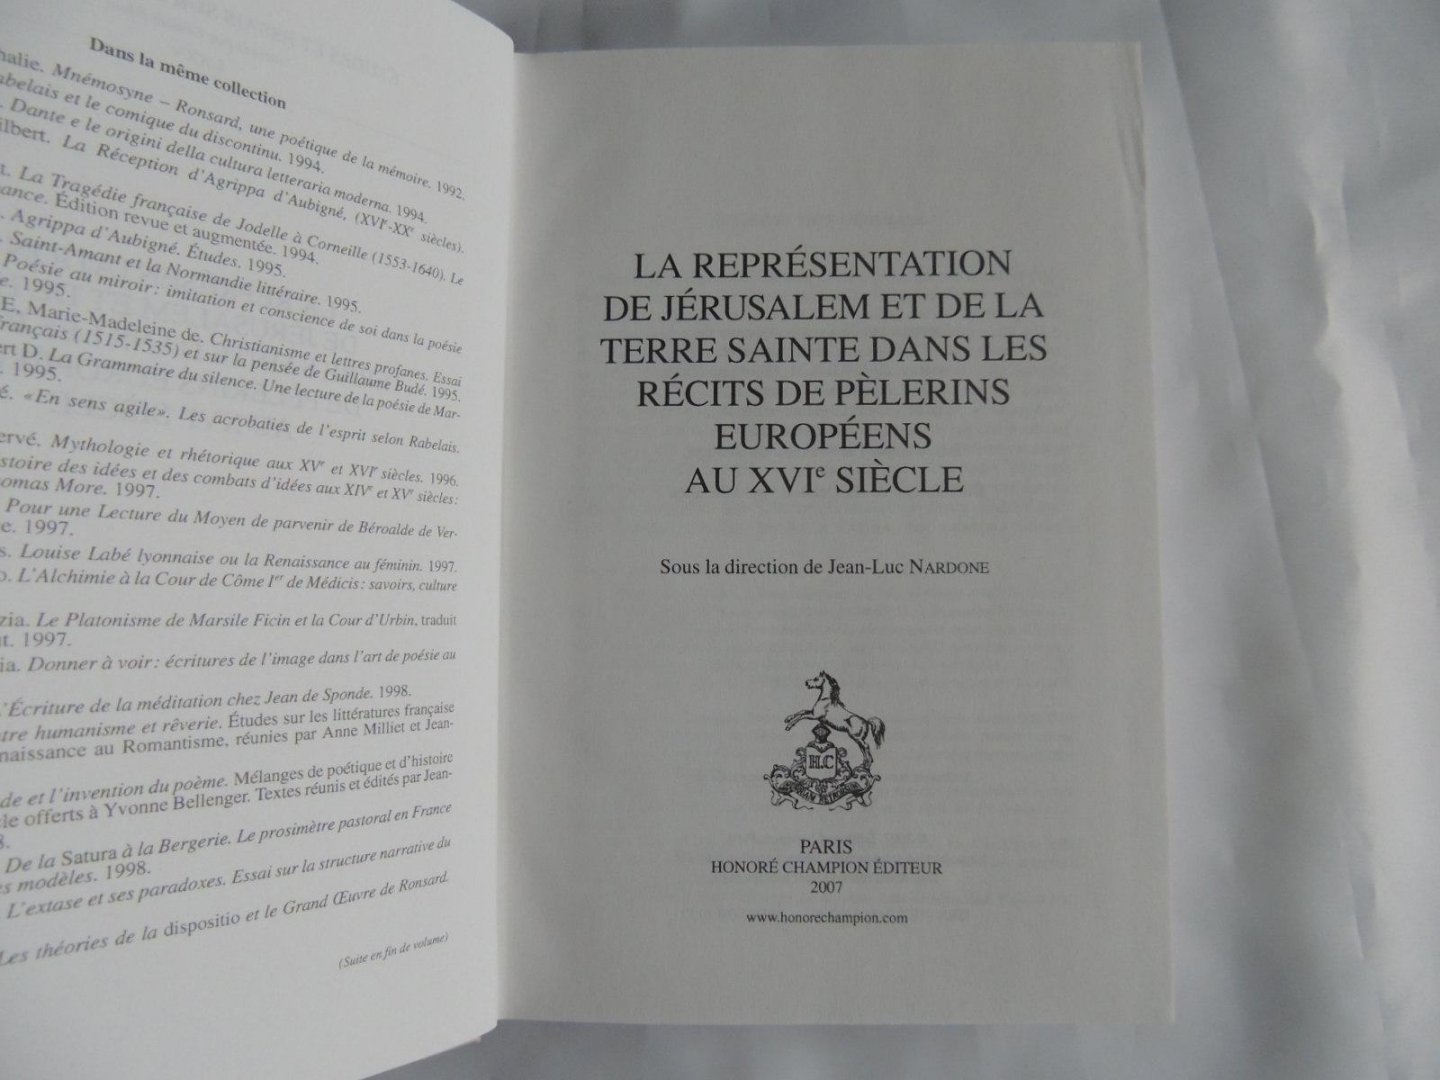 Dans la même collection
Mnémosyne – Ronsard, une poétique de la mémoire. 1992.
et le comique du discontinu. 1994.
Dante e le origini della cultura letteraria moderna. 1994.
La Réception d'Agrippa d'Aubigné, (XVIe-XXe siècles).
La Tragédie française de Jodelle à Corneille (1553-1640). Le
Édition revue et augmentée. 1994.
Agrippa d'Aubigné. Études. 1995.
Saint-Amant et la Normandie littéraire. 1995.
Poésie au miroir : imitation et conscience de soi dans la poésie
1995.
E, Marie-Madeleine de. Christianisme et lettres profanes. Essai
français (1515-1535) et sur la pensée de Guillaume Budé. 1995.
D. La Grammaire du silence. Une lecture de la poésie de Mar-
1995.
«En sens agile». Les acrobaties de l'esprit selon Rabelais.
Mythologie et rhétorique aux XVe et XVIe siècles. 1996.
des idées et des combats d'idées aux XIVe et XVe siècles :
More. 1997.
Pour une Lecture du Moyen de parvenir de Béroalde de Ver-
1997.
Louise Labé lyonnaise ou la Renaissance au féminin. 1997.
L'Alchimie à la Cour de Côme Ier de Médicis : savoirs, culture
Le Platonisme de Marsile Ficin et la Cour d'Urbin, traduit
1997.
Donner à voir : écritures de l'image dans l'art de poésie au
L'Écriture de la méditation chez Jean de Sponde. 1998.
humanisme et rêverie. Études sur les littératures française
au Romantisme, réunies par Anne Milliet et Jean-
et l'invention du poème. Mélanges de poétique et d'histoire
offerts à Yvonne Bellenger. Textes réunis et édités par Jean-
De la Satura à la Bergerie. Le prosimètre pastoral en France
modèles. 1998.
L'extase et ses paradoxes. Essai sur la structure narrative du
Les théories de la dispositio et le Grand Œuvre de Ronsard.
(Suite en fin de volume)
LA REPRÉSENTATION
DE JÉRUSALEM ET DE LA
TERRE SAINTE DANS LES
RÉCITS DE PÈLERINS
EUROPÉENS
AU XVIe SIÈCLE
Sous la direction de Jean-Luc NARDONE
H.C
PARIS
HONORÉ CHAMPION ÉDITEUR
2007
www.honorechampion.com